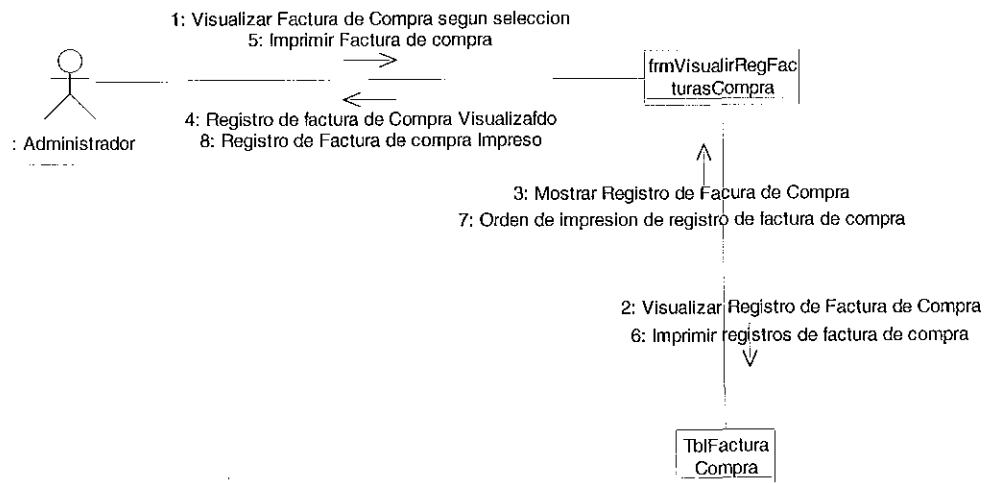 1: Visualizar Factura de Compra segun seleccion
5: Imprimir Factura de compra
frmVisualirRegFac
turasCompra
4: Registro de factura de Compra Visualizafdo
8: Registro de Factura de compra Impreso
: Administrador
3: Mostrar Registro de Facura de Compra
7: Orden de impresion de registro de factura de compra
2: Visualizar Registro de Factura de Compra
6: Imprimir registros de factura de compra
TblFactura
Compra